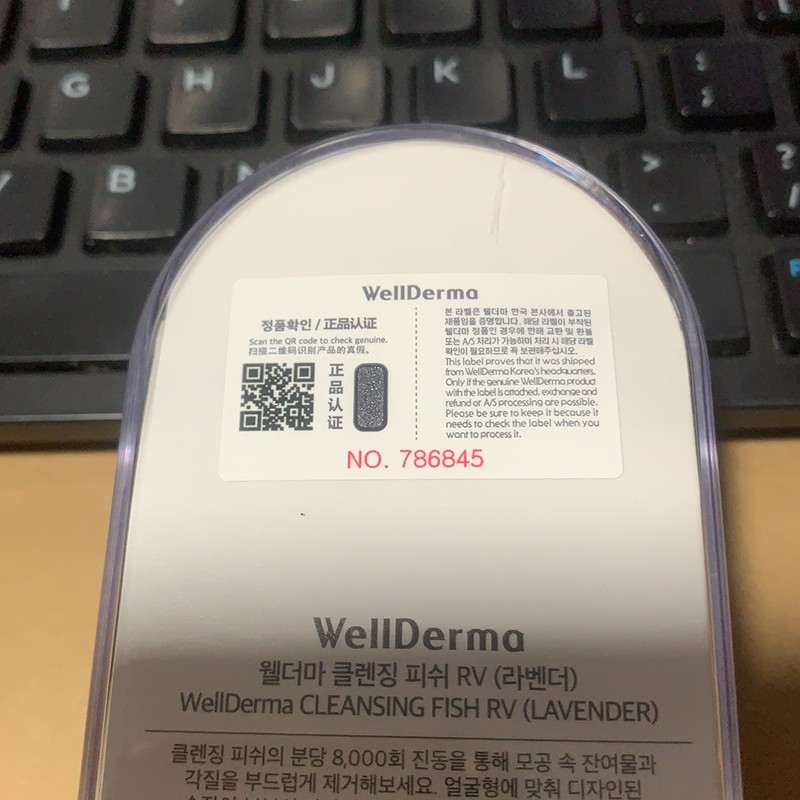 G H J K L : ;
V B N > . ? /
WellDerma
정품확인 / 正品认证
Scan the QR code to check genuine.
扫描二维码识别产品的真假。
正品认证
본 라벨은 웰더마 한국 본사에서 출고된
제품임을 증명합니다. 해당 라벨이 부착된
웰더마 정품인 경우에 한해 교환 및 환불
또는 A/S 처리가 가능하며 처리 시 해당 라벨
확인이 필요하므로 꼭 보관해주십시오.
This label proves that it was shipped
from WellDerma Korea's headquarters.
Only if the genuine WellDerma product
with the label is attached, exchange and
refund or A/S processing are possible.
Please be sure to keep it because it
needs to check the label when you
want to process it.
NO. 786845
WellDerma
웰더마 클렌징 피쉬 RV (라벤더)
WellDerma CLEANSING FISH RV (LAVENDER)
클렌징 피쉬의 분당 8,000회 진동을 통해 모공 속 잔여물과
각질을 부드럽게 제거해보세요. 얼굴형에 맞춰 디자인된